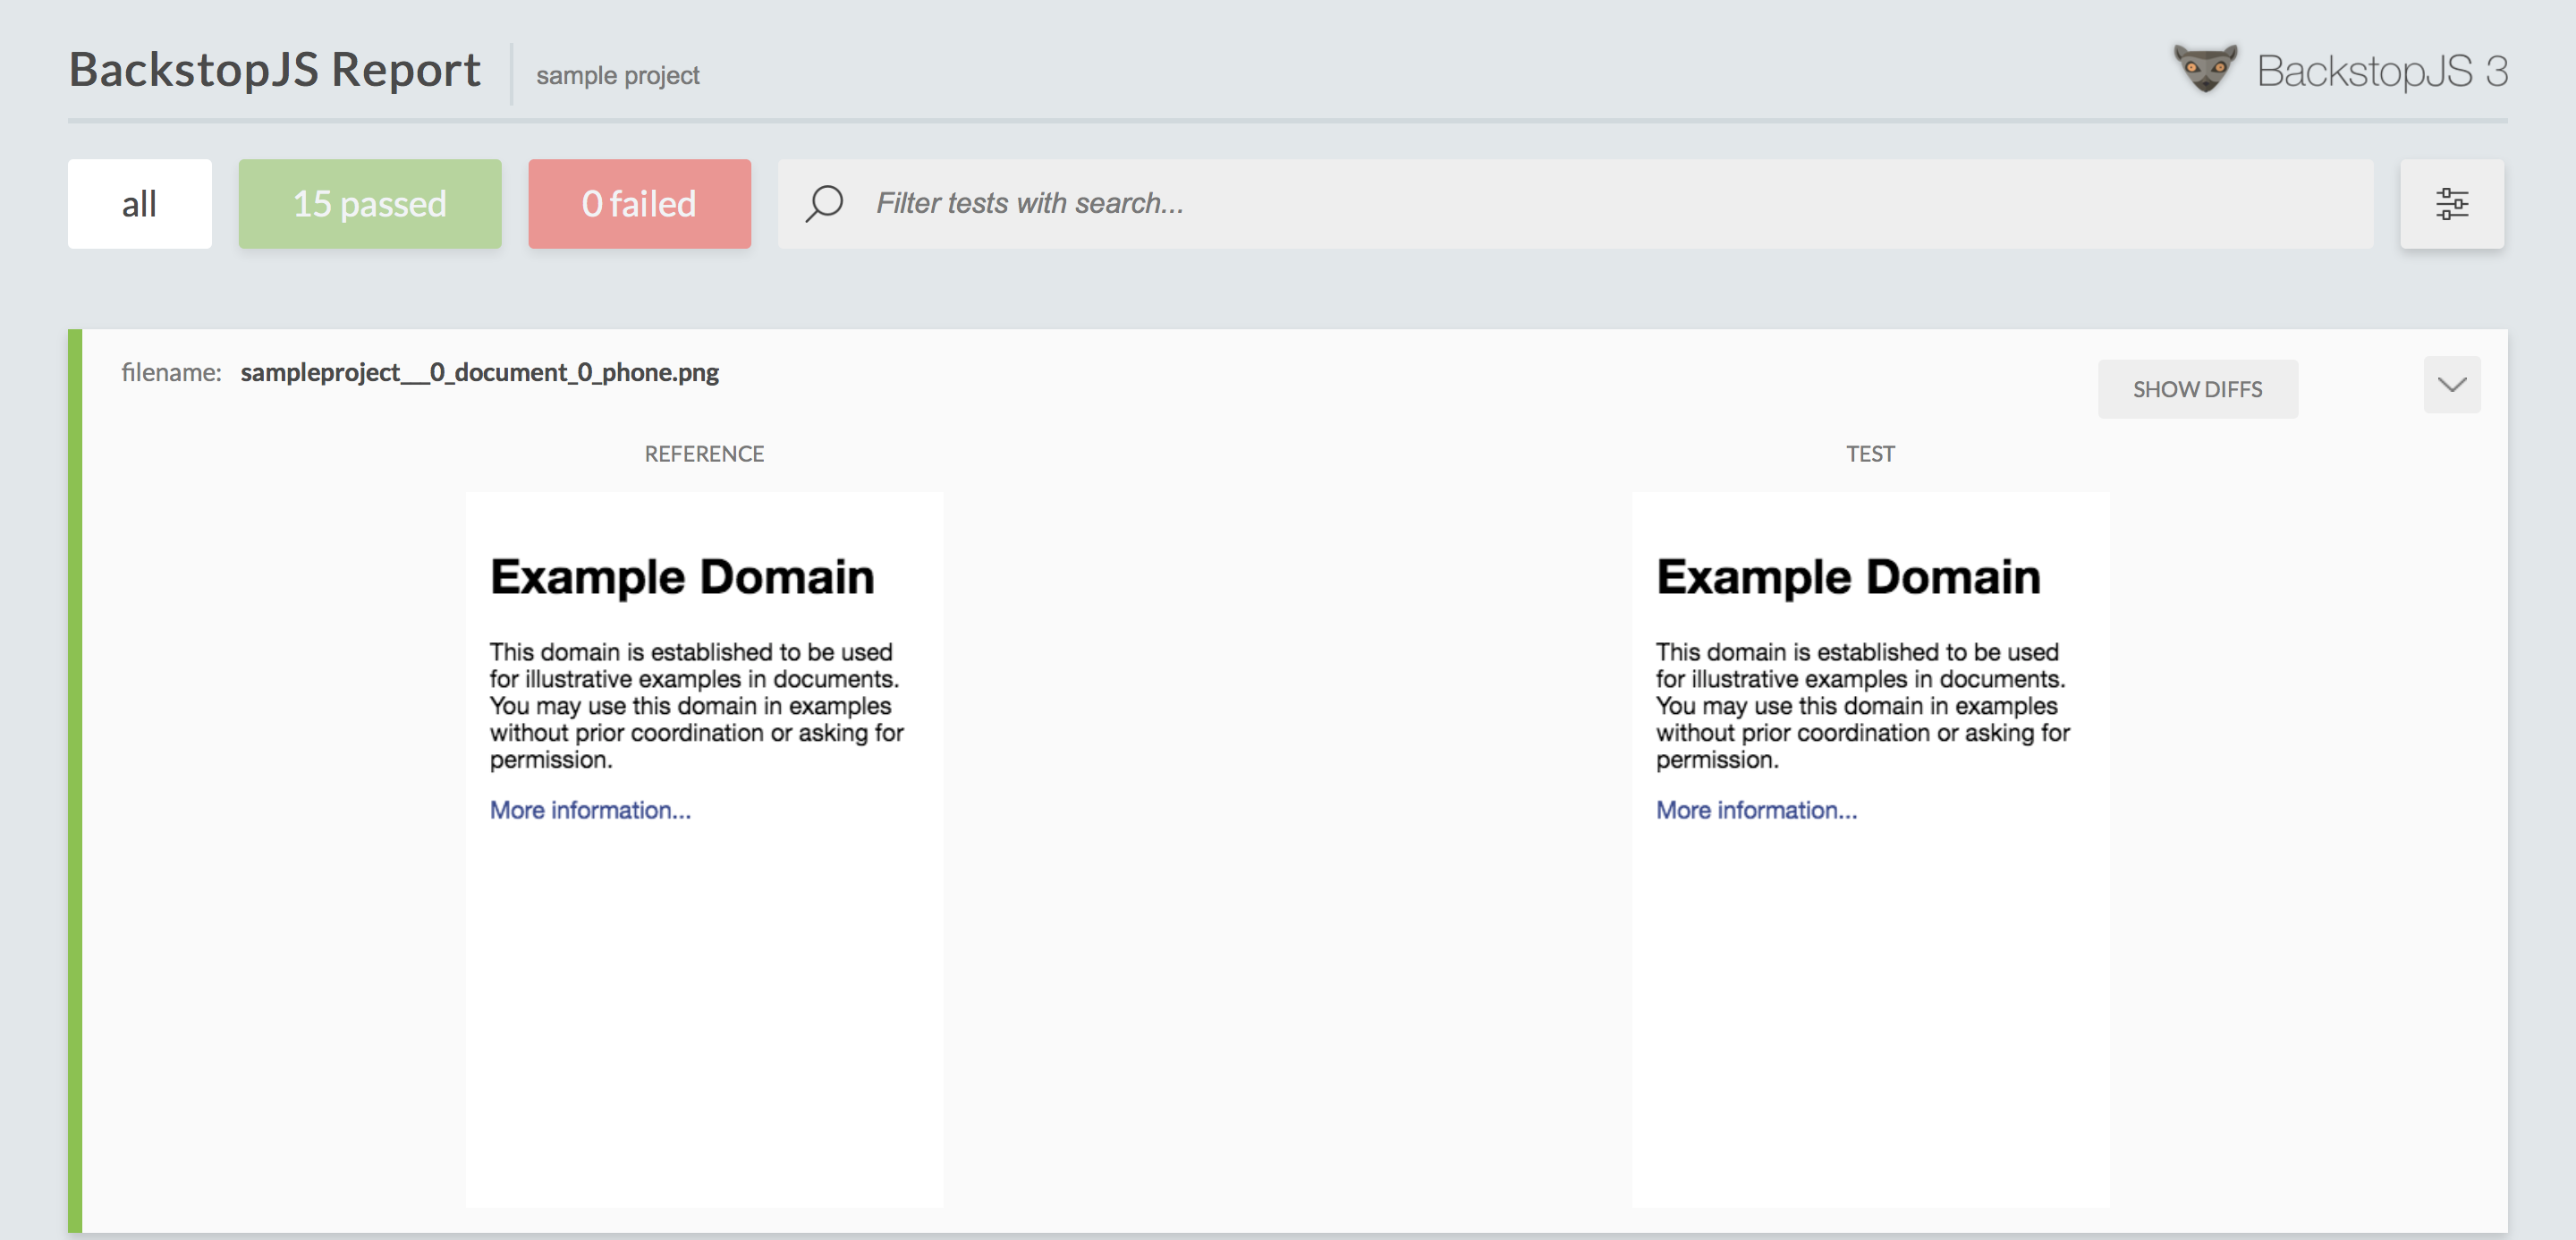 BackstopJS Report
sample project
BackstopJS 3
all
15 passed
0 failed
Filter tests with search...
filename: sampleproject__0_document_0_phone.png
SHOW DIFFS
REFERENCE
Example Domain
This domain is established to be used
for illustrative examples in documents.
You may use this domain in examples
without prior coordination or asking for
permission.
More information...
TEST
Example Domain
This domain is established to be used
for illustrative examples in documents.
You may use this domain in examples
without prior coordination or asking for
permission.
More information...